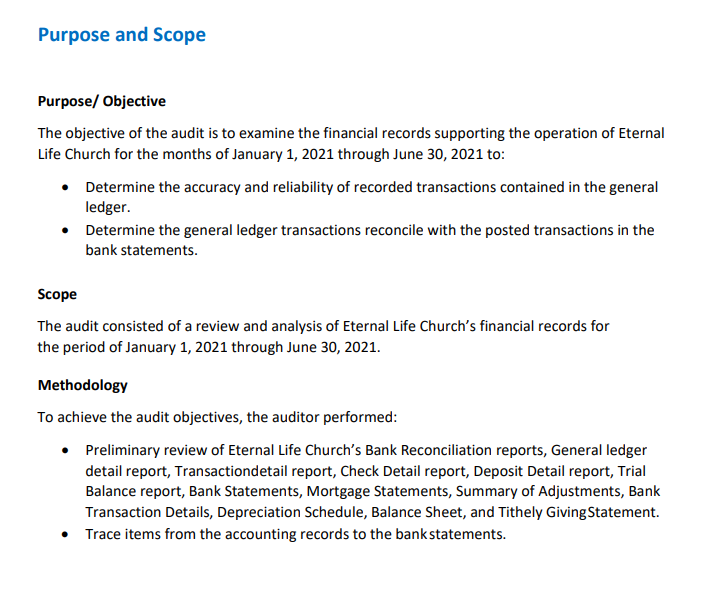 Purpose and Scope
Purpose/ Objective
The objective of the audit is to examine the financial records supporting the operation of Eternal
Life Church for the months of January 1, 2021 through June 30, 2021 to:
• Determine the accuracy and reliability of recorded transactions contained in the general
ledger.
• Determine the general ledger transactions reconcile with the posted transactions in the
bank statements.
Scope
The audit consisted of a review and analysis of Eternal Life Church’s financial records for
the period of January 1, 2021 through June 30, 2021.
Methodology
To achieve the audit objectives, the auditor performed:
• Preliminary review of Eternal Life Church’s Bank Reconciliation reports, General ledger
detail report, Transactiondetail report, Check Detail report, Deposit Detail report, Trial
Balance report, Bank Statements, Mortgage Statements, Summary of Adjustments, Bank
Transaction Details, Depreciation Schedule, Balance Sheet, and Tithely GivingStatement.
• Trace items from the accounting records to the bankstatements.